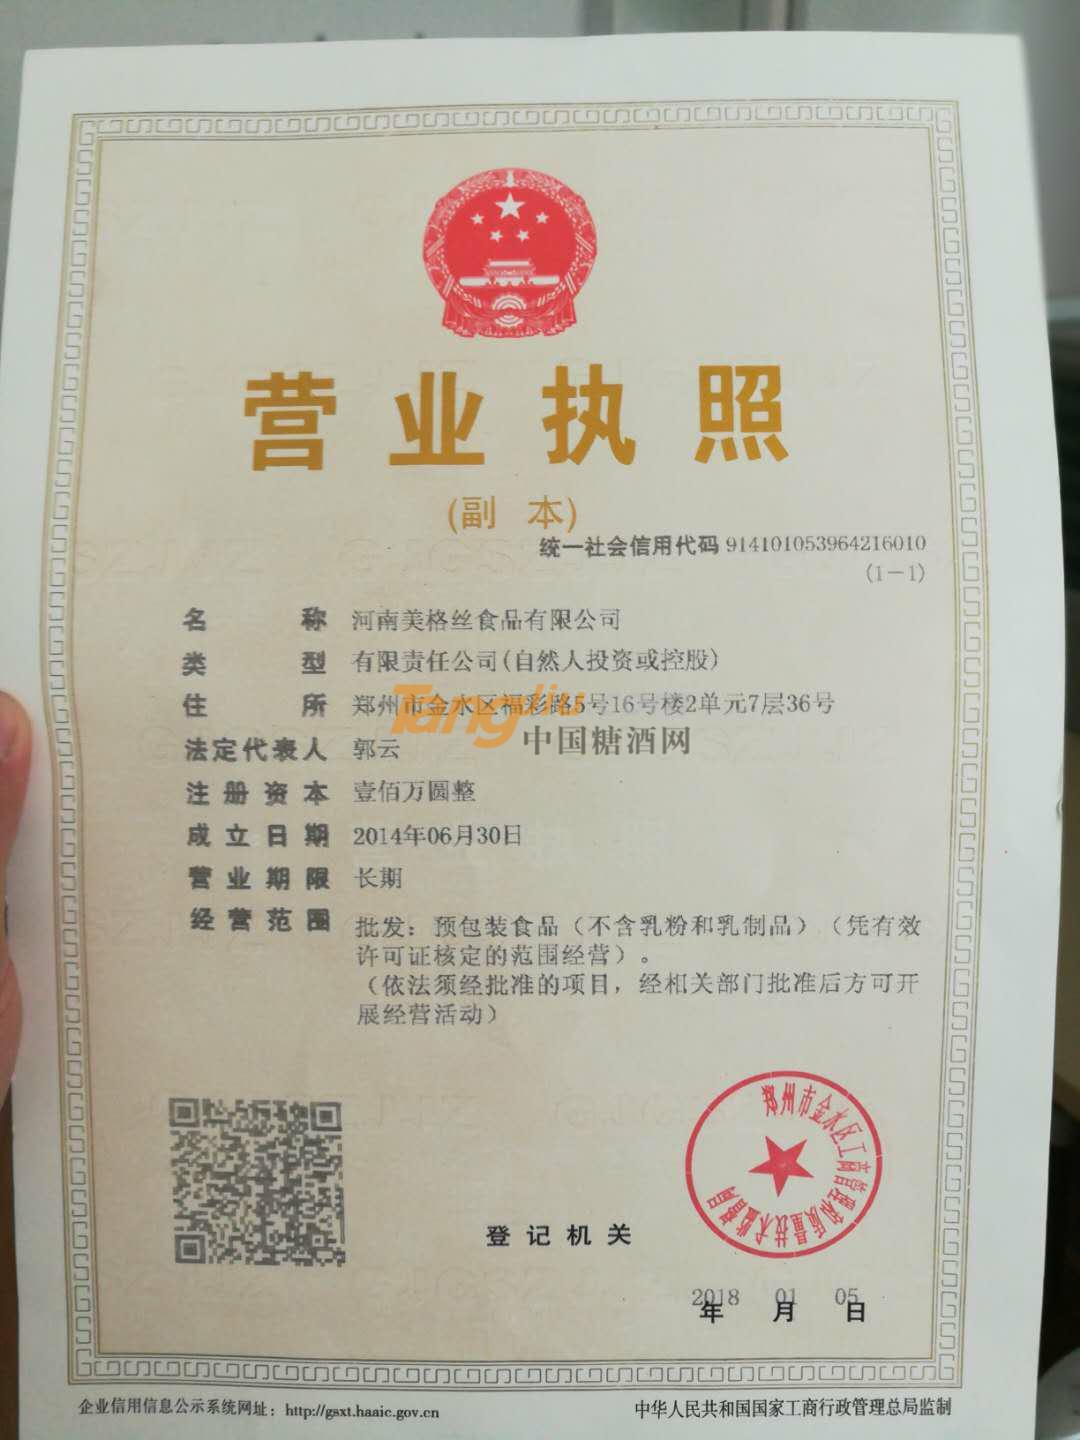 营业执照
(副 本)
统一社会信用代码 914101053964216010
(1-1)
名 称 河南美格丝食品有限公司
类 型 有限责任公司(自然人投资或控股)
住 所 郑州市金水区福彩路5号16号楼2单元7层36号
Tangjiu
中国糖酒网
法定代表人 郭云
注册资本 壹佰万圆整
成立日期 2014年06月30日
营业期限 长期
经营范围 批发：预包装食品（不含乳粉和乳制品）（凭有效
许可证核定的范围经营）。
（依法须经批准的项目，经相关部门批准后方可开
展经营活动）
郑州市金水区工商管理和质量技术监督局
登记机关
2018 01 05
年 月 日
企业信用信息公示系统网址：http://gsxt.haaic.gov.cn
中华人民共和国国家工商行政管理总局监制